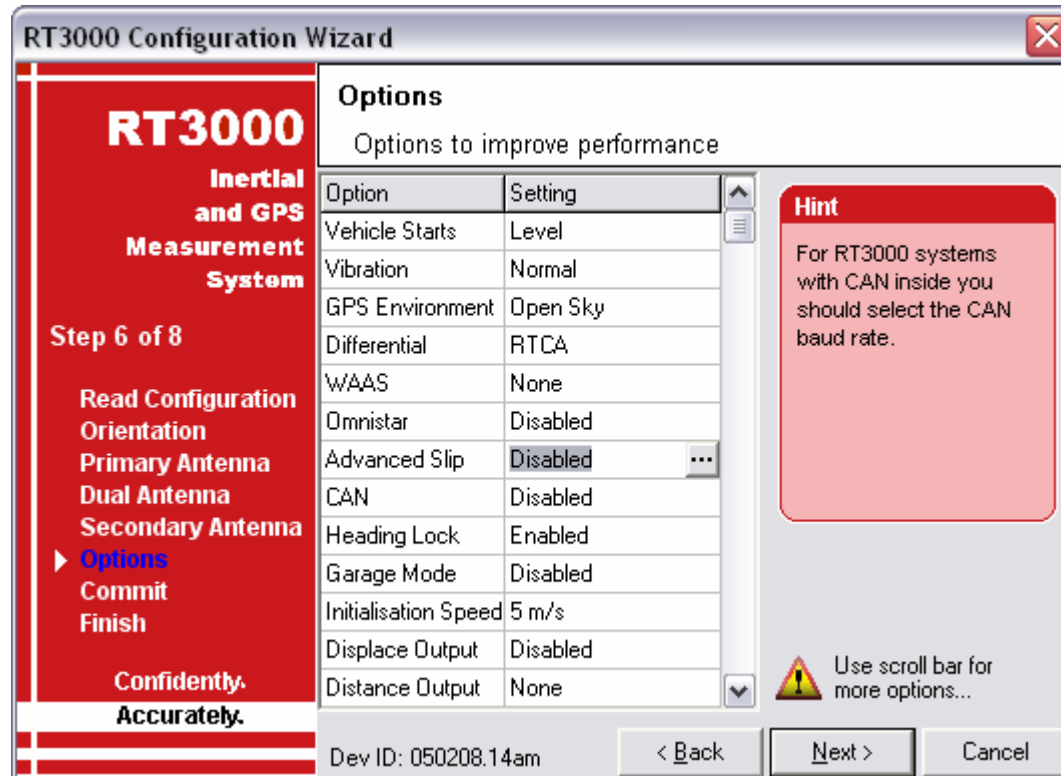 RT3000 Configuration Wizard
RT3000
Inertial
and GPS
Measurement
System
Step 6 of 8
Read Configuration
Orientation
Primary Antenna
Dual Antenna
Secondary Antenna
Options
Commit
Finish
Confidently.
Accurately.
Options
Options to improve performance
Option Setting
Vehicle Starts Level
Vibration Normal
GPS Environment Open Sky
Differential RTCA
WAAS None
Omnistar Disabled
Advanced Slip Disabled ...
CAN Disabled
Heading Lock Enabled
Garage Mode Disabled
Initialisation Speed 5 m/s
Displace Output Disabled
Distance Output None
Hint
For RT3000 systems
with CAN inside you
should select the CAN
baud rate.
Use scroll bar for
more options...
Dev ID: 050208.14am
< Back
Next >
Cancel